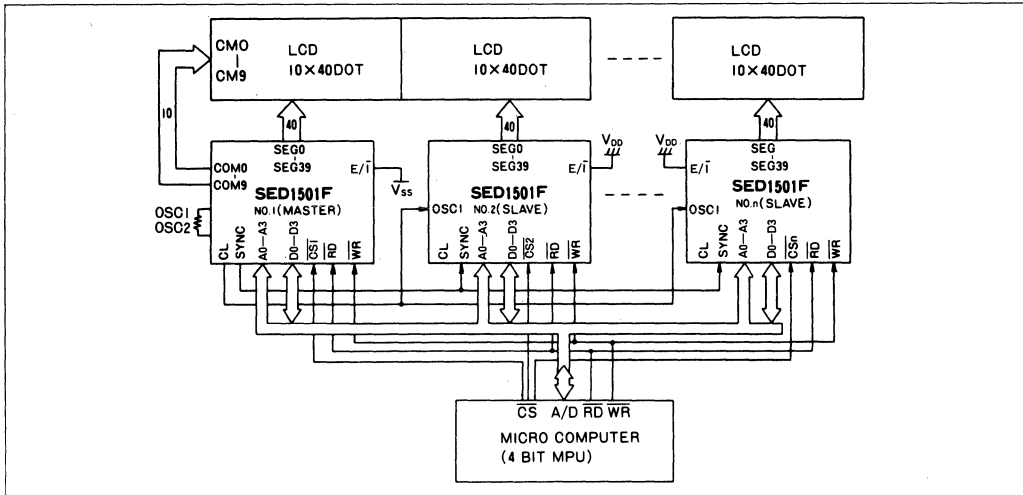 CM0
|
CM9
LCD
10×40DOT
LCD
10×40DOT
LCD
10×40DOT
10
40
40
40
COM0
-
COM9
SEG0
-
SEG39
E/ī
SED1501F
NO.1(MASTER)
OSC1
OSC2
CL
SYNC
A0—A3
D0—D3
CS1
RD
WR
VSS
SEG0
-
SEG39
E/ī
VDD
OSC1
SED1501F
NO.2(SLAVE)
CL
SYNC
A0—A3
D0—D3
CS2
RD
WR
VDD
E/ī
SEG
-
SEG39
OSC1
SED1501F
NO.n(SLAVE)
CL
SYNC
A0—A3
D0—D3
CSn
RD
WR
CS A/D RD WR
MICRO COMPUTER
(4 BIT MPU)